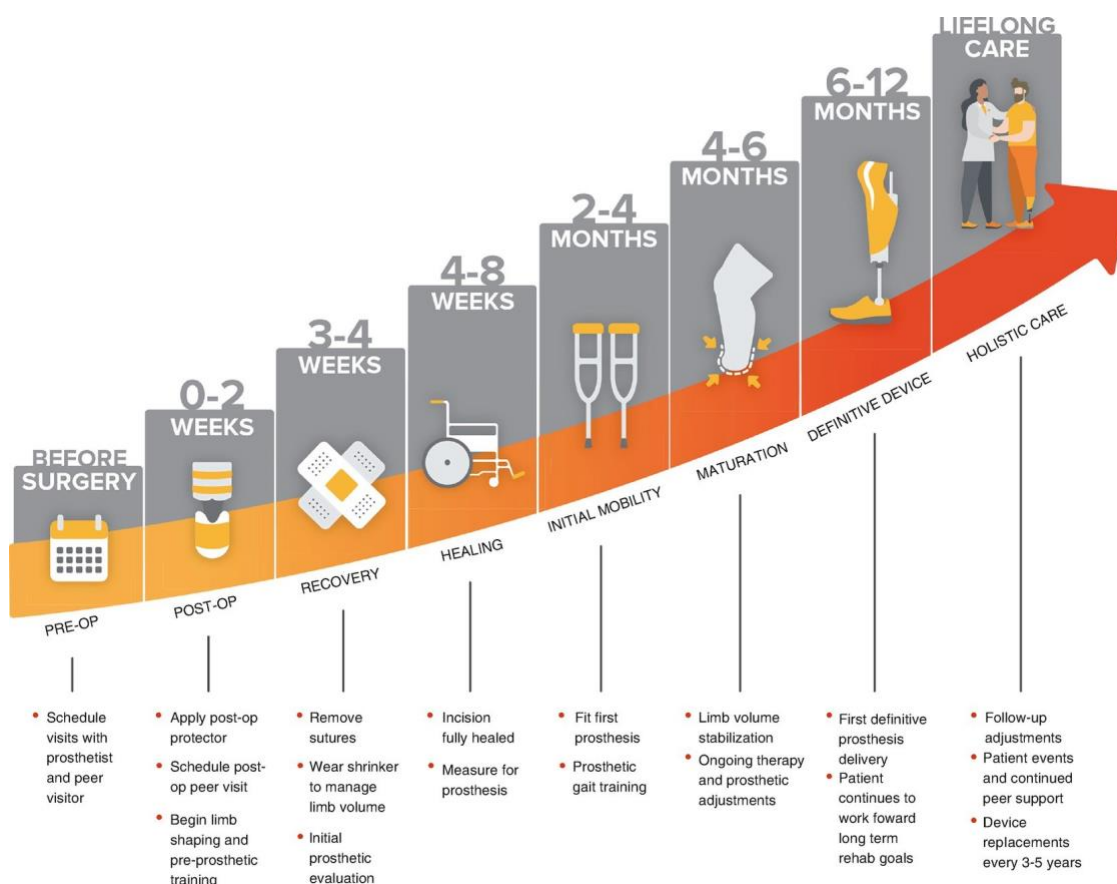 BEFORE
SURGERY
0-2
WEEKS
3-4
WEEKS
4-8
WEEKS
2-4
MONTHS
4-6
MONTHS
6-12
MONTHS
LIFELONG
CARE
PRE-OP
POST-OP
RECOVERY
HEALING
INITIAL MOBILITY
MATURATION
DEFINITIVE DEVICE
HOLISTIC CARE
• Schedule
visits with
prosthetist
and peer
visitor
• Apply post-op
protector
• Schedule post-
op peer visit
• Begin limb
shaping and
pre-prosthetic
training
• Remove
sutures
• Wear shrinker
to manage
limb volume
• Initial
prosthetic
evaluation
• Incision
fully healed
• Measure for
prosthesis
• Fit first
prosthesis
• Prosthetic
gait training
• Limb volume
stabilization
• Ongoing therapy
and prosthetic
adjustments
• First definitive
prosthesis
delivery
• Patient
continues to
work foward
long term
rehab goals
• Follow-up
adjustments
• Patient events
and continued
peer support
• Device
replacements
every 3-5 years